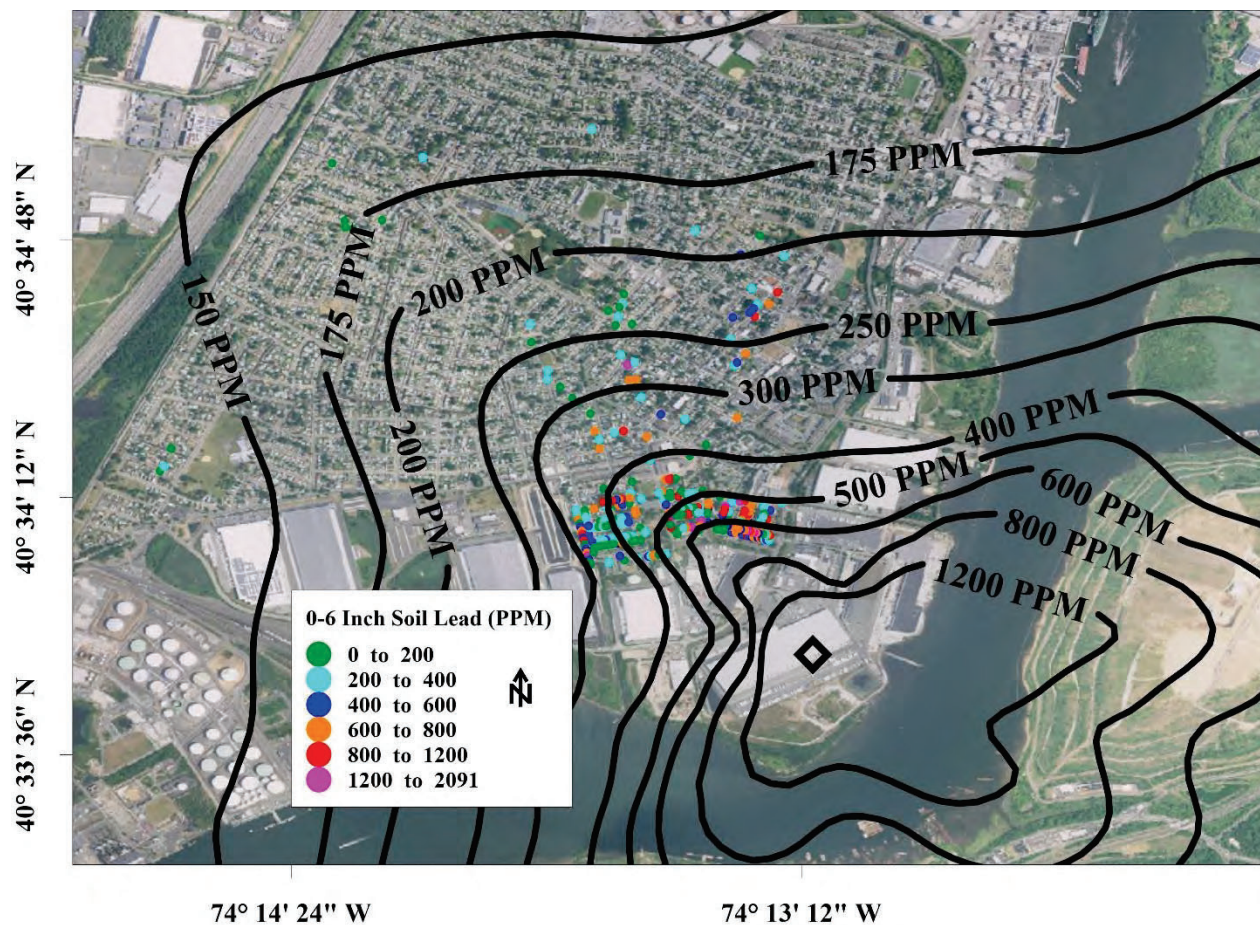 175 PPM
40° 34' 48" N
175 PPM
200 PPM
150 PPM
250 PPM
300 PPM
200 PPM
400 PPM
500 PPM
600 PPM
40° 34' 12" N
800 PPM
1200 PPM
0-6 Inch Soil Lead (PPM)
0 to 200
200 to 400
400 to 600
600 to 800
800 to 1200
1200 to 2091
N
40° 33' 36" N
74° 14' 24" W
74° 13' 12" W